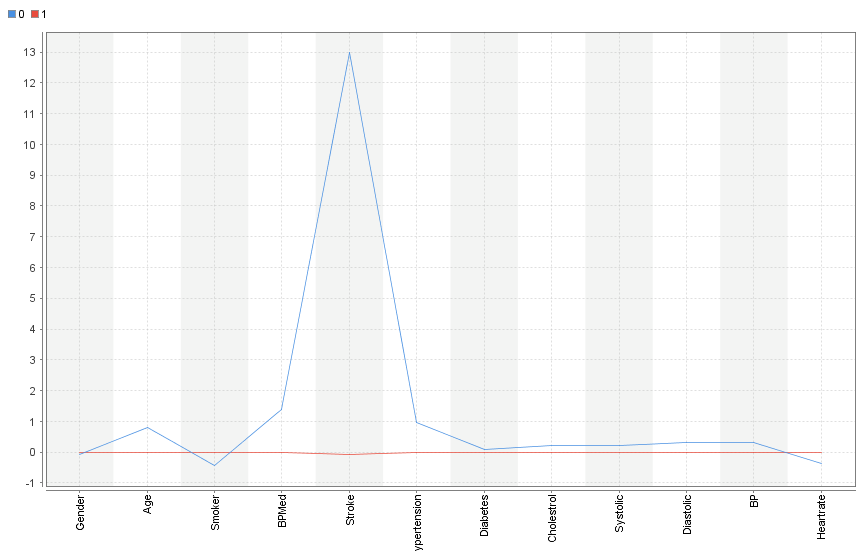 0 1
13
12
11
10
9
8
7
6
5
4
3
2
1
0
-1
Gender
Age
Smoker
BPMed
Stroke
ypertension
Diabetes
Cholestrol
Systolic
Diastolic
BP
Heartrate